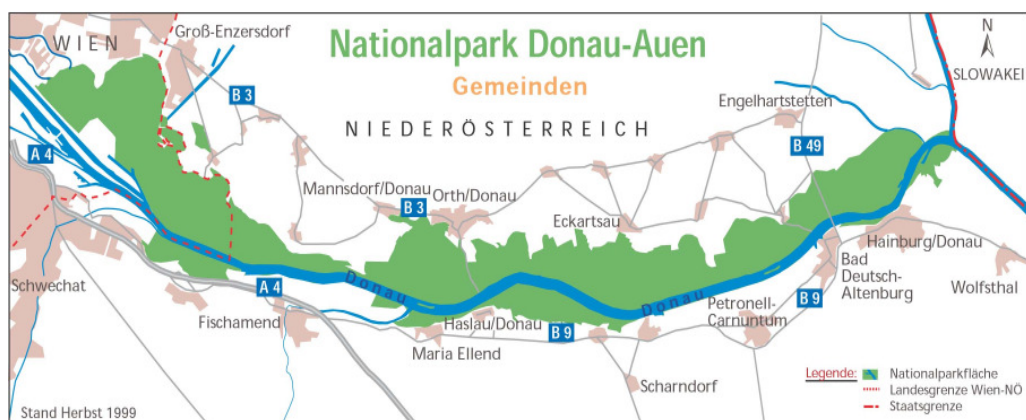 Nationalpark Donau-Auen
Gemeinden
NIEDERÖSTERREICH
WIEN
Groß-Enzersdorf
B 3
A 4
N
SLOWAKEI
Engelhartstetten
B 49
Mannsdorf/Donau
B 3
Orth/Donau
Eckartsau
Hainburg/Donau
Bad
Deutsch-
Altenburg
Wolfsthal
Schwechat
A 4
Donau
Donau
Fischamend
Haslau/Donau
B 9
Petronell-
Carnuntum
B 9
Maria Ellend
Scharndorf
Legende:
Nationalparkfläche
Landesgrenze Wien-NÖ
Staatsgrenze
Stand Herbst 1999